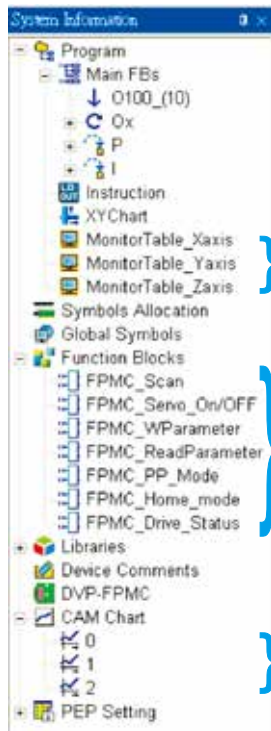 System Information
Program
Main FBs
O100_(10)
Ox
P
I
Instruction
XYChart
MonitorTable_Xaxis
MonitorTable_Yaxis
MonitorTable_Zaxis
Symbols Allocation
Global Symbols
Function Blocks
FPMC_Scan
FPMC_Servo_On/OFF
FPMC_WParameter
FPMC_ReadParameter
FPMC_PP_Mode
FPMC_Home_mode
FPMC_Drive_Status
Libraries
Device Comments
DVP-FPMC
CAM Chart
0
1
2
PEP Setting